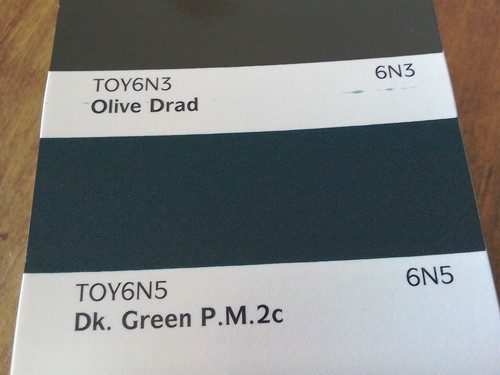 TOY6N3 6N3
Olive Drad
TOY6N5 6N5
Dk. Green P.M.2c